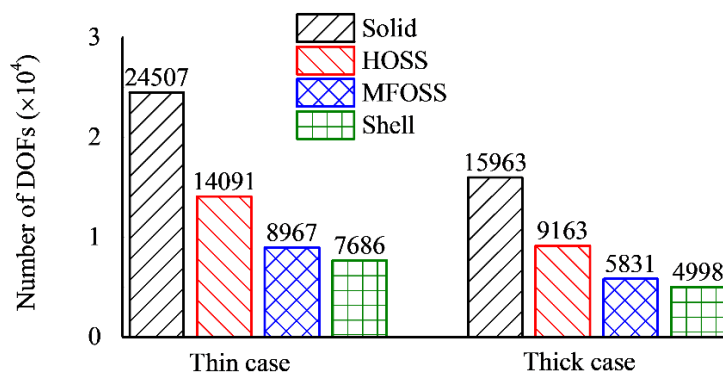 Number of DOFs (×10⁴)
3
2
1
0
Solid
HOSS
MFOSS
Shell
24507
14091
8967
7686
15963
9163
5831
4998
Thin case
Thick case